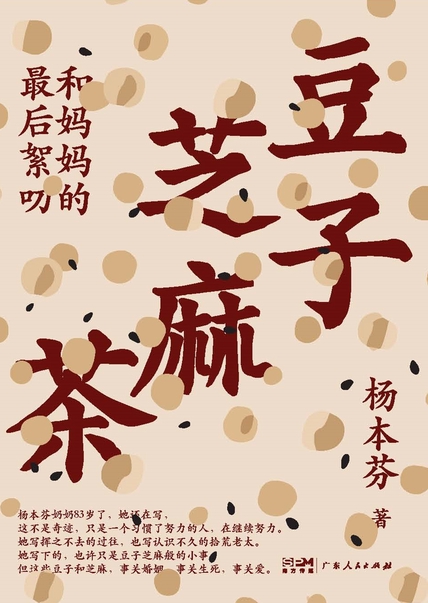 豆子
芝麻
茶
和妈妈的
最后絮叨
杨本芬 著
杨本芬奶奶83岁了，她还在写，
这不是奇迹，只是一个习惯了努力的人，在继续努力。
她写挥之不去的过往，也写认识不久的拾荒老太。
她写下的，也许只是豆子芝麻般的小事，
但这些豆子和芝麻，事关婚姻，事关生死，事关爱。
SPM
南方传媒
广东人民出版社